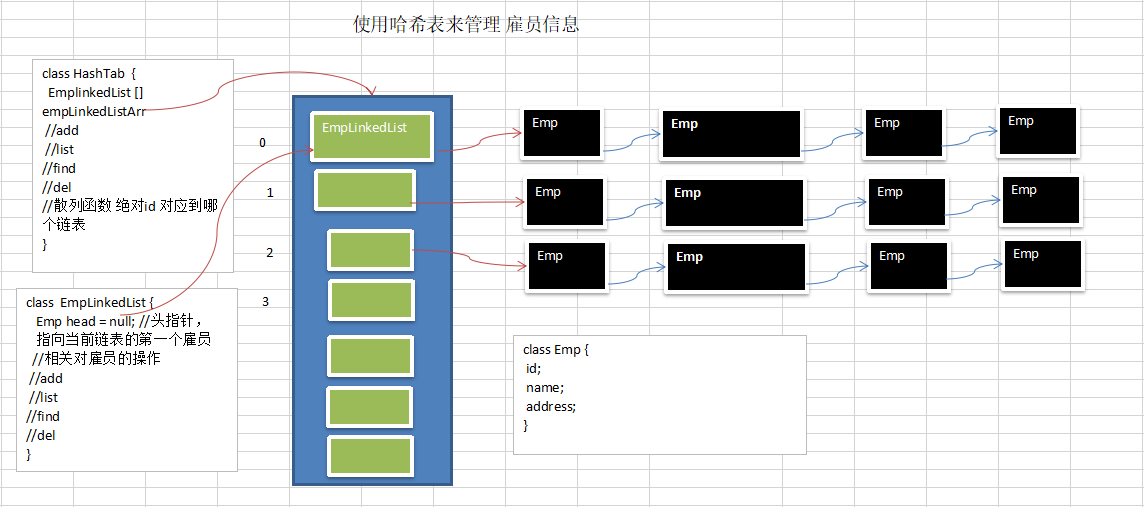 使用哈希表来管理 雇员信息
class HashTab {
EmplinkedList []
empLinkedListArr
//add
//list
//find
//del
//散列函数 绝对id 对应到哪
个链表
}
class EmpLinkedList {
Emp head = null; //头指针，
指向当前链表的第一个雇员
//相关对雇员的操作
//add
//list
//find
//del
}
0
EmpLinkedList
Emp
Emp
Emp
Emp
1
Emp
Emp
Emp
Emp
2
Emp
Emp
Emp
Emp
3
class Emp {
id;
name;
address;
}